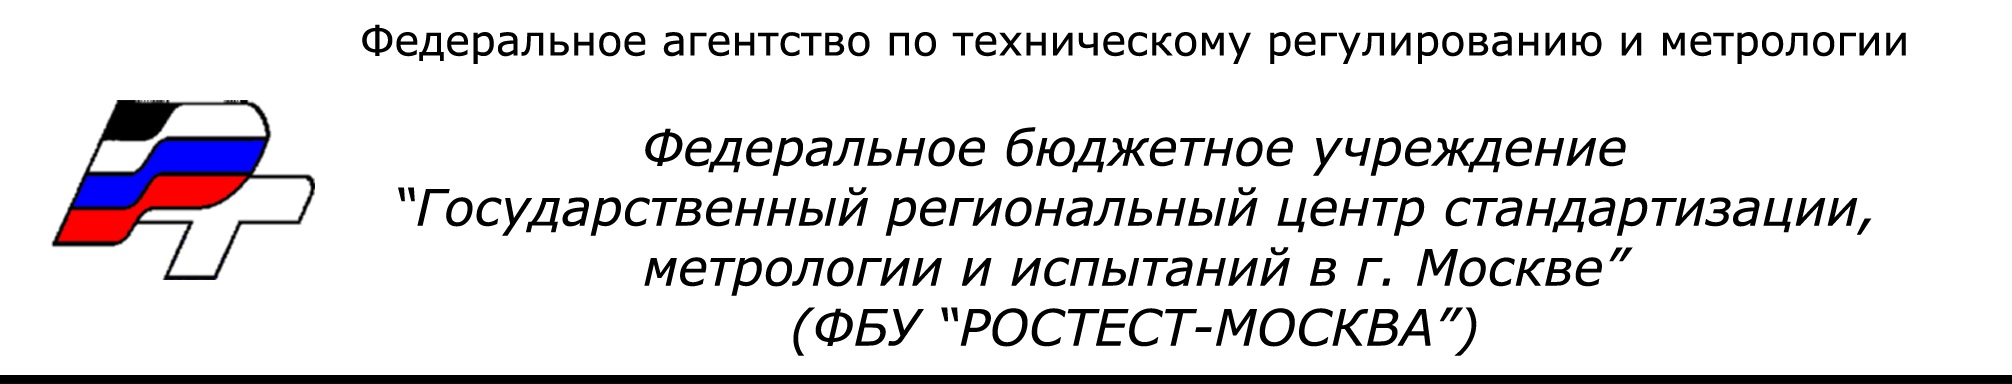 Федеральное агентство по техническому регулированию и метрологии
Федеральное бюджетное учреждение
“Государственный региональный центр стандартизации,
метрологии и испытаний в г. Москве”
(ФБУ “РОСТЕСТ-МОСКВА”)